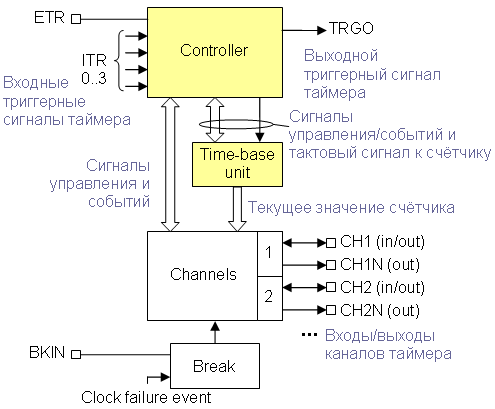 ETR
ITR
0..3
Controller
TRGO
Входные
триггерные
сигналы таймера
Выходной
триггерный сигнал
таймера
Сигналы
управления/событий и
тактовый сигнал к счётчику
Time-base
unit
Сигналы
управления и
событий
Текущее значение счётчика
Channels
1
2
CH1 (in/out)
CH1N (out)
CH2 (in/out)
CH2N (out)
... Входы/выходы
каналов таймера
BKIN
Break
Clock failure event